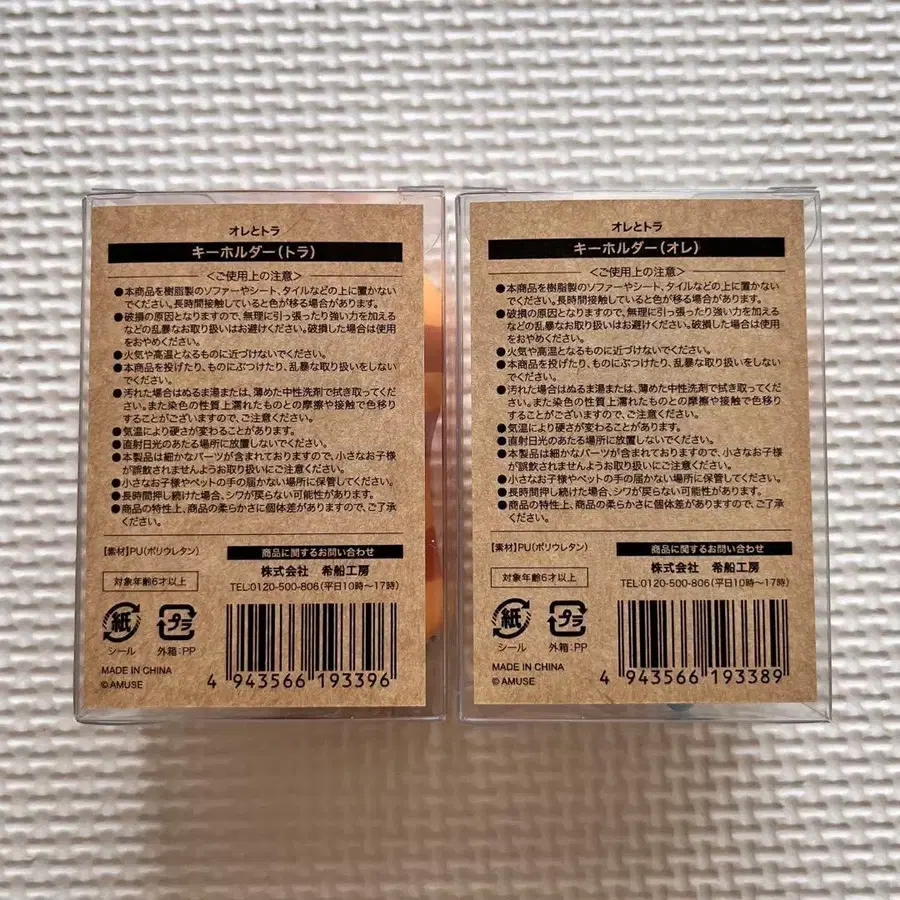 オレとトラ
キーホルダー(トラ)
<ご使用上の注意>
●本商品を樹脂製のソファーやシート、タイルなどの上に置かない
でください。長時間接触していると色が移る場合があります。
●破損の原因となりますので、無理に引っ張ったり強い力を加える
などの乱暴なお取り扱いはお避けください。破損した場合は使用
をおやめください。
●火気や高温となるものに近づけないでください。
●本商品を投げたり、ものにぶつけたり、乱暴な取り扱いをしない
でください。
●汚れた場合はぬるま湯または、薄めた中性洗剤で拭き取ってくだ
さい。また染色の性質上濡れたものとの摩擦や接触で色移り
することがございますので、ご注意ください。
●気温により硬さが変わることがあります。
●直射日光のあたる場所に放置しないでください。
●本製品は細かなパーツが含まれておりますので、小さなお子様
が誤飲されませんようお取り扱いにご注意ください。
●小さなお子様やペットの手の届かない場所に保管してください。
●長時間押し続けた場合、シワが戻らない可能性があります。
●商品の特性上、商品の柔らかさに個体差がありますので、ご了承
ください。
【素材】PU(ポリウレタン)
対象年齢6才以上
紙
シール
プラ
外箱:PP
MADE IN CHINA
© AMUSE
商品に関するお問い合わせ
株式会社 希船工房
TEL:0120-500-806(平日10時〜17時)
4 943566 193396
オレとトラ
キーホルダー(オレ)
<ご使用上の注意>
●本商品を樹脂製のソファーやシート、タイルなどの上に置かない
でください。長時間接触していると色が移る場合があります。
●破損の原因となりますので、無理に引っ張ったり強い力を加える
などの乱暴なお取り扱いはお避けください。破損した場合は使用
をおやめください。
●火気や高温となるものに近づけないでください。
●本商品を投げたり、ものにぶつけたり、乱暴な取り扱いをしない
でください。
●汚れた場合はぬるま湯または、薄めた中性洗剤で拭き取ってくだ
さい。また染色の性質上濡れたものとの摩擦や接触で色移り
することがございますので、ご注意ください。
●気温により硬さが変わることがあります。
●直射日光のあたる場所に放置しないでください。
●本製品は細かなパーツが含まれておりますので、小さなお子様
が誤飲されませんようお取り扱いにご注意ください。
●小さなお子様やペットの手の届かない場所に保管してください。
●長時間押し続けた場合、シワが戻らない可能性があります。
●商品の特性上、商品の柔らかさに個体差がありますので、ご了承
ください。
【素材】PU(ポリウレタン)
対象年齢6才以上
紙
シール
プラ
外箱:PP
MADE IN CHINA
© AMUSE
商品に関するお問い合わせ
株式会社 希船工房
TEL:0120-500-806(平日10時〜17時)
4 943566 193389